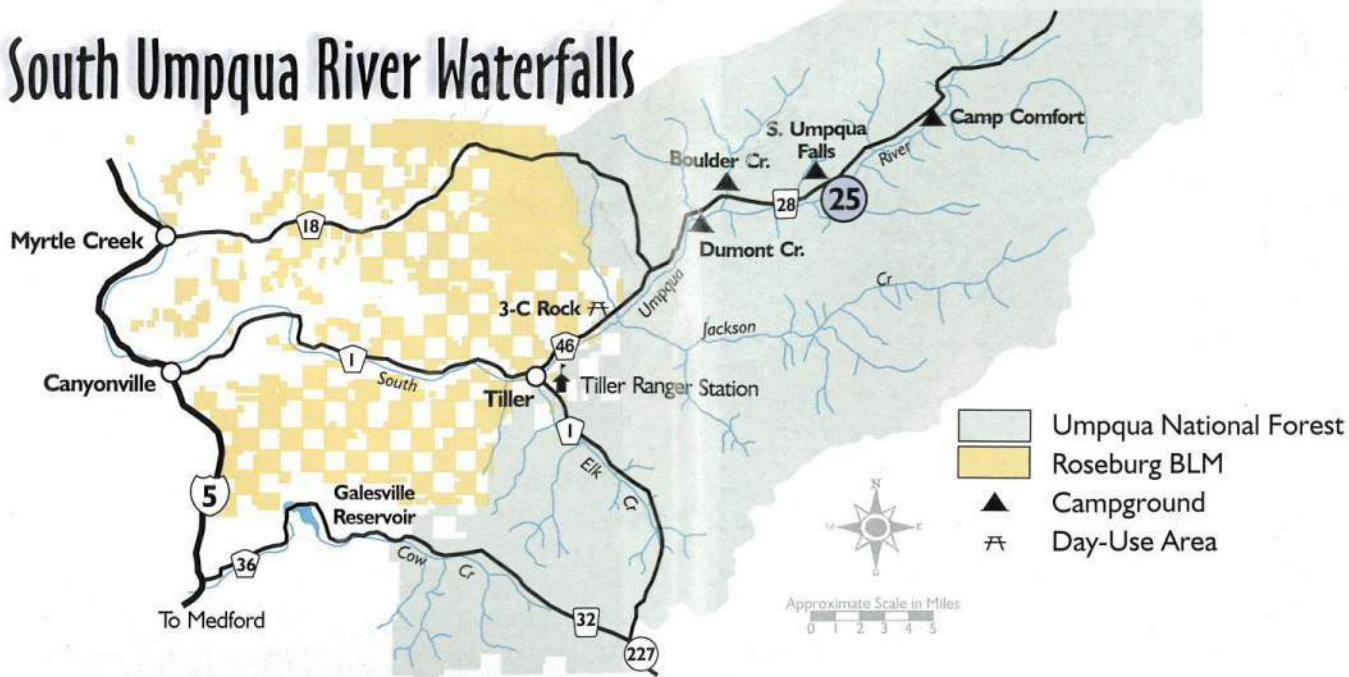 South Umpqua River Waterfalls
Camp Comfort
S. Umpqua
Falls
River
Boulder Cr.
28
25
18
Myrtle Creek
Dumont Cr.
Umpqua
Cr
3-C Rock
Jackson
46
1
South
Canyonville
Tiller
Tiller Ranger Station
1
Elk
Cr
5
Galesville
Reservoir
Cow
Cr
36
To Medford
32
227
Umpqua National Forest
Roseburg BLM
Campground
Day-Use Area
N
W
E
S
Approximate Scale in Miles
0 1 2 3 4 5